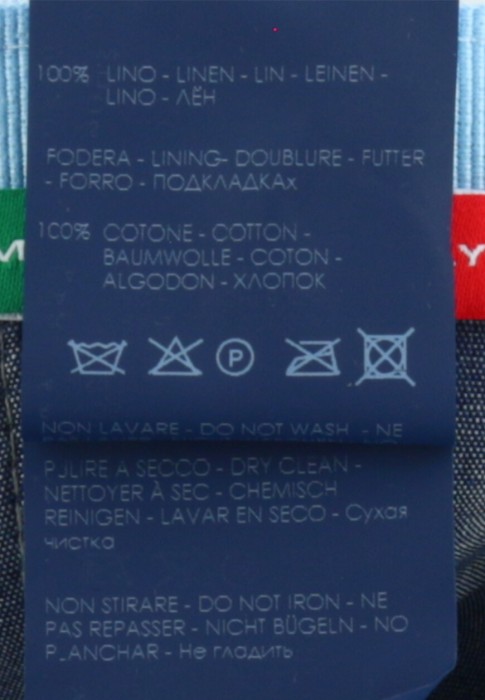 100% LINO - LINEN - LIN - LEINEN -
LINO - ЛЁН
FODERA - LINING- DOUBLURE - FUTTER
- FORRO - ПОДКЛАДКАх
M
Y
100% COTONE - COTTON -
BAUMWOLLE - COTON -
ALGODON - ХЛОПОК
P
NON LAVARE - DO NOT WASH - NE
PULIRE A SECCO - DRY CLEAN -
NETTOYER À SEC - CHEMISCH
REINIGEN - LAVAR EN SECO - Сухая
чистка
NON STIRARE - DO NOT IRON - NE
PAS REPASSER - NICHT BÜGELN - NO
PLANCHAR - Не гладить